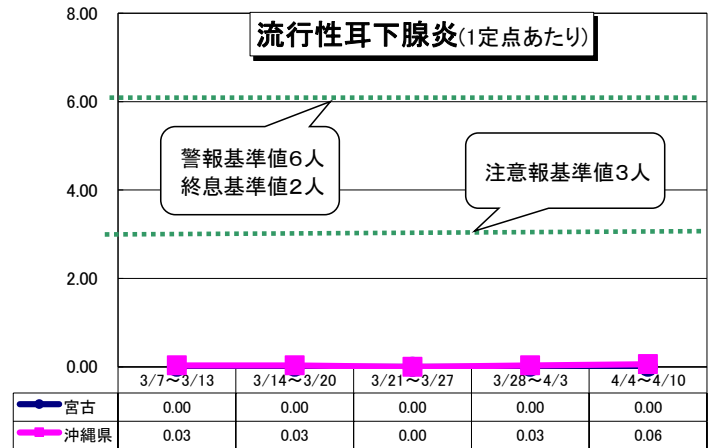 8.00
流行性耳下腺炎(1定点あたり)
6.00
警報基準値6人
終息基準値2人
注意報基準値3人
4.00
2.00
0.00
3/7～3/13 3/14～3/20 3/21～3/27 3/28～4/3 4/4～4/10
宮古 0.00 0.00 0.00 0.00 0.00
沖縄県 0.03 0.03 0.00 0.03 0.06